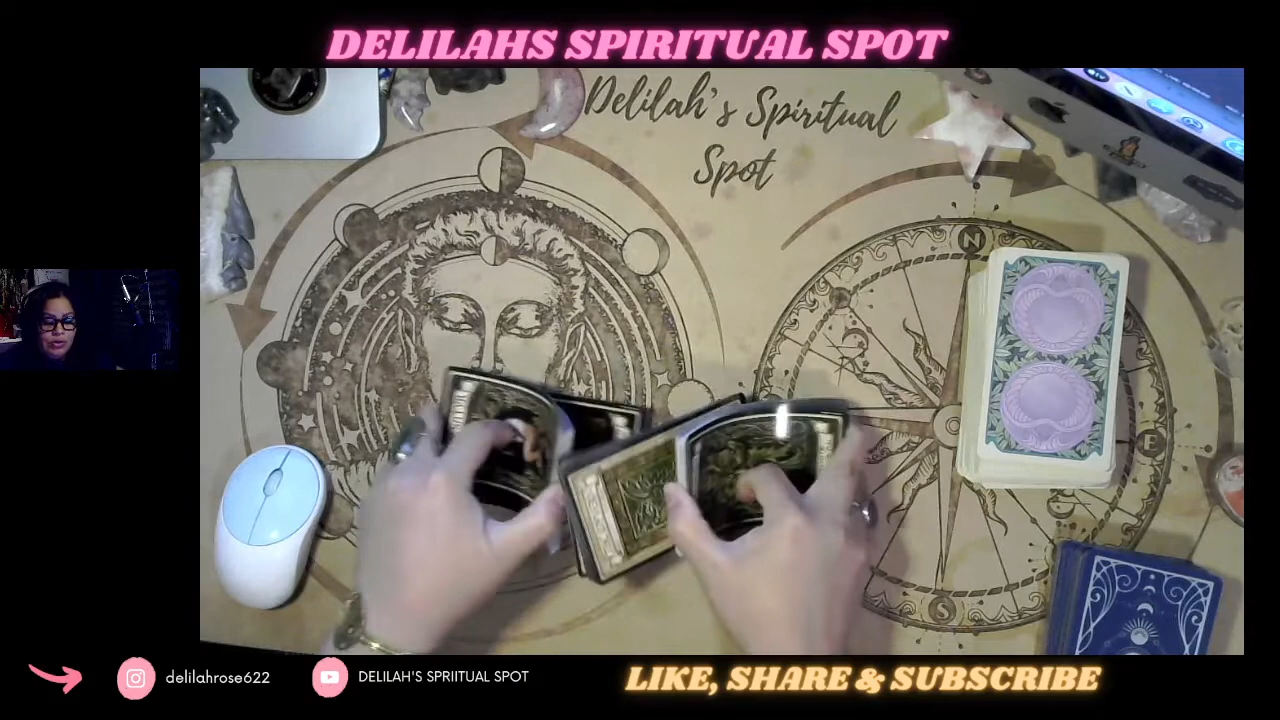 DELILAHS SPIRITUAL SPOT
Delilah's Spiritual
Spot
N
E
S
delilahrose622
DELILAH'S SPRIITUAL SPOT
LIKE, SHARE & SUBSCRIBE